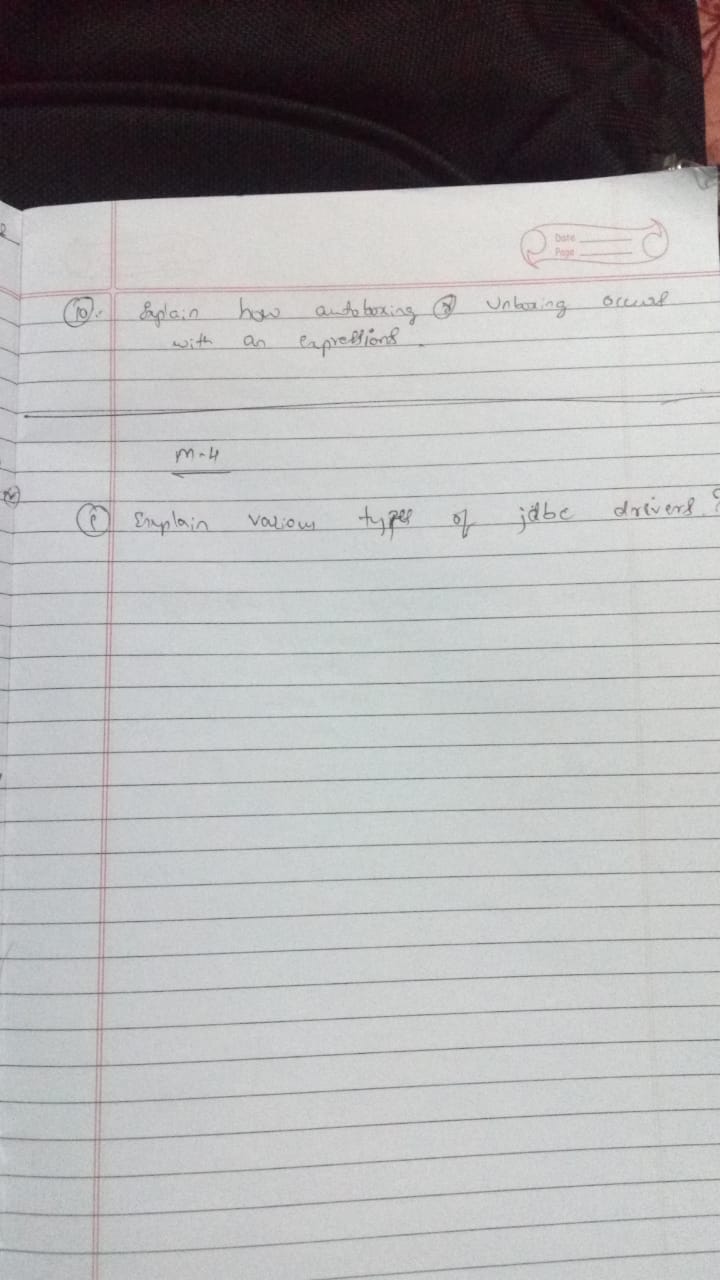 Date
Page
10. Explain how autoboxing & Unboxing occurs
with an expressions.
M-4
1 Explain various types of jdbc drivers?